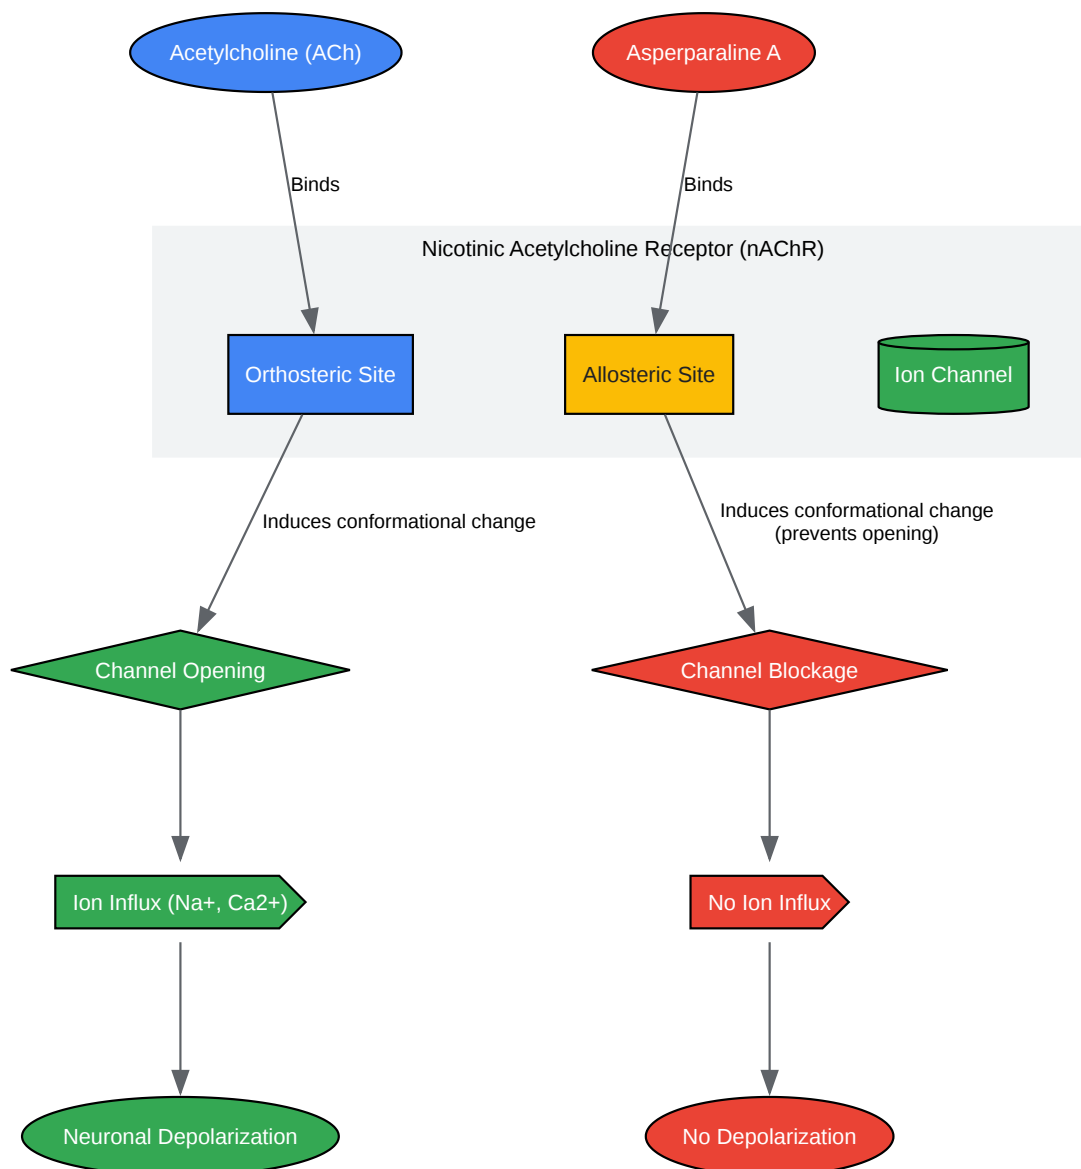 Acetylcholine (ACh)
Asperparaline A
Binds
Binds
Nicotinic Acetylcholine Receptor (nAChR)
Orthosteric Site
Allosteric Site
Ion Channel
Induces conformational change
Induces conformational change
(prevents opening)
Channel Opening
Channel Blockage
Ion Influx (Na+, Ca2+)
No Ion Influx
Neuronal Depolarization
No Depolarization